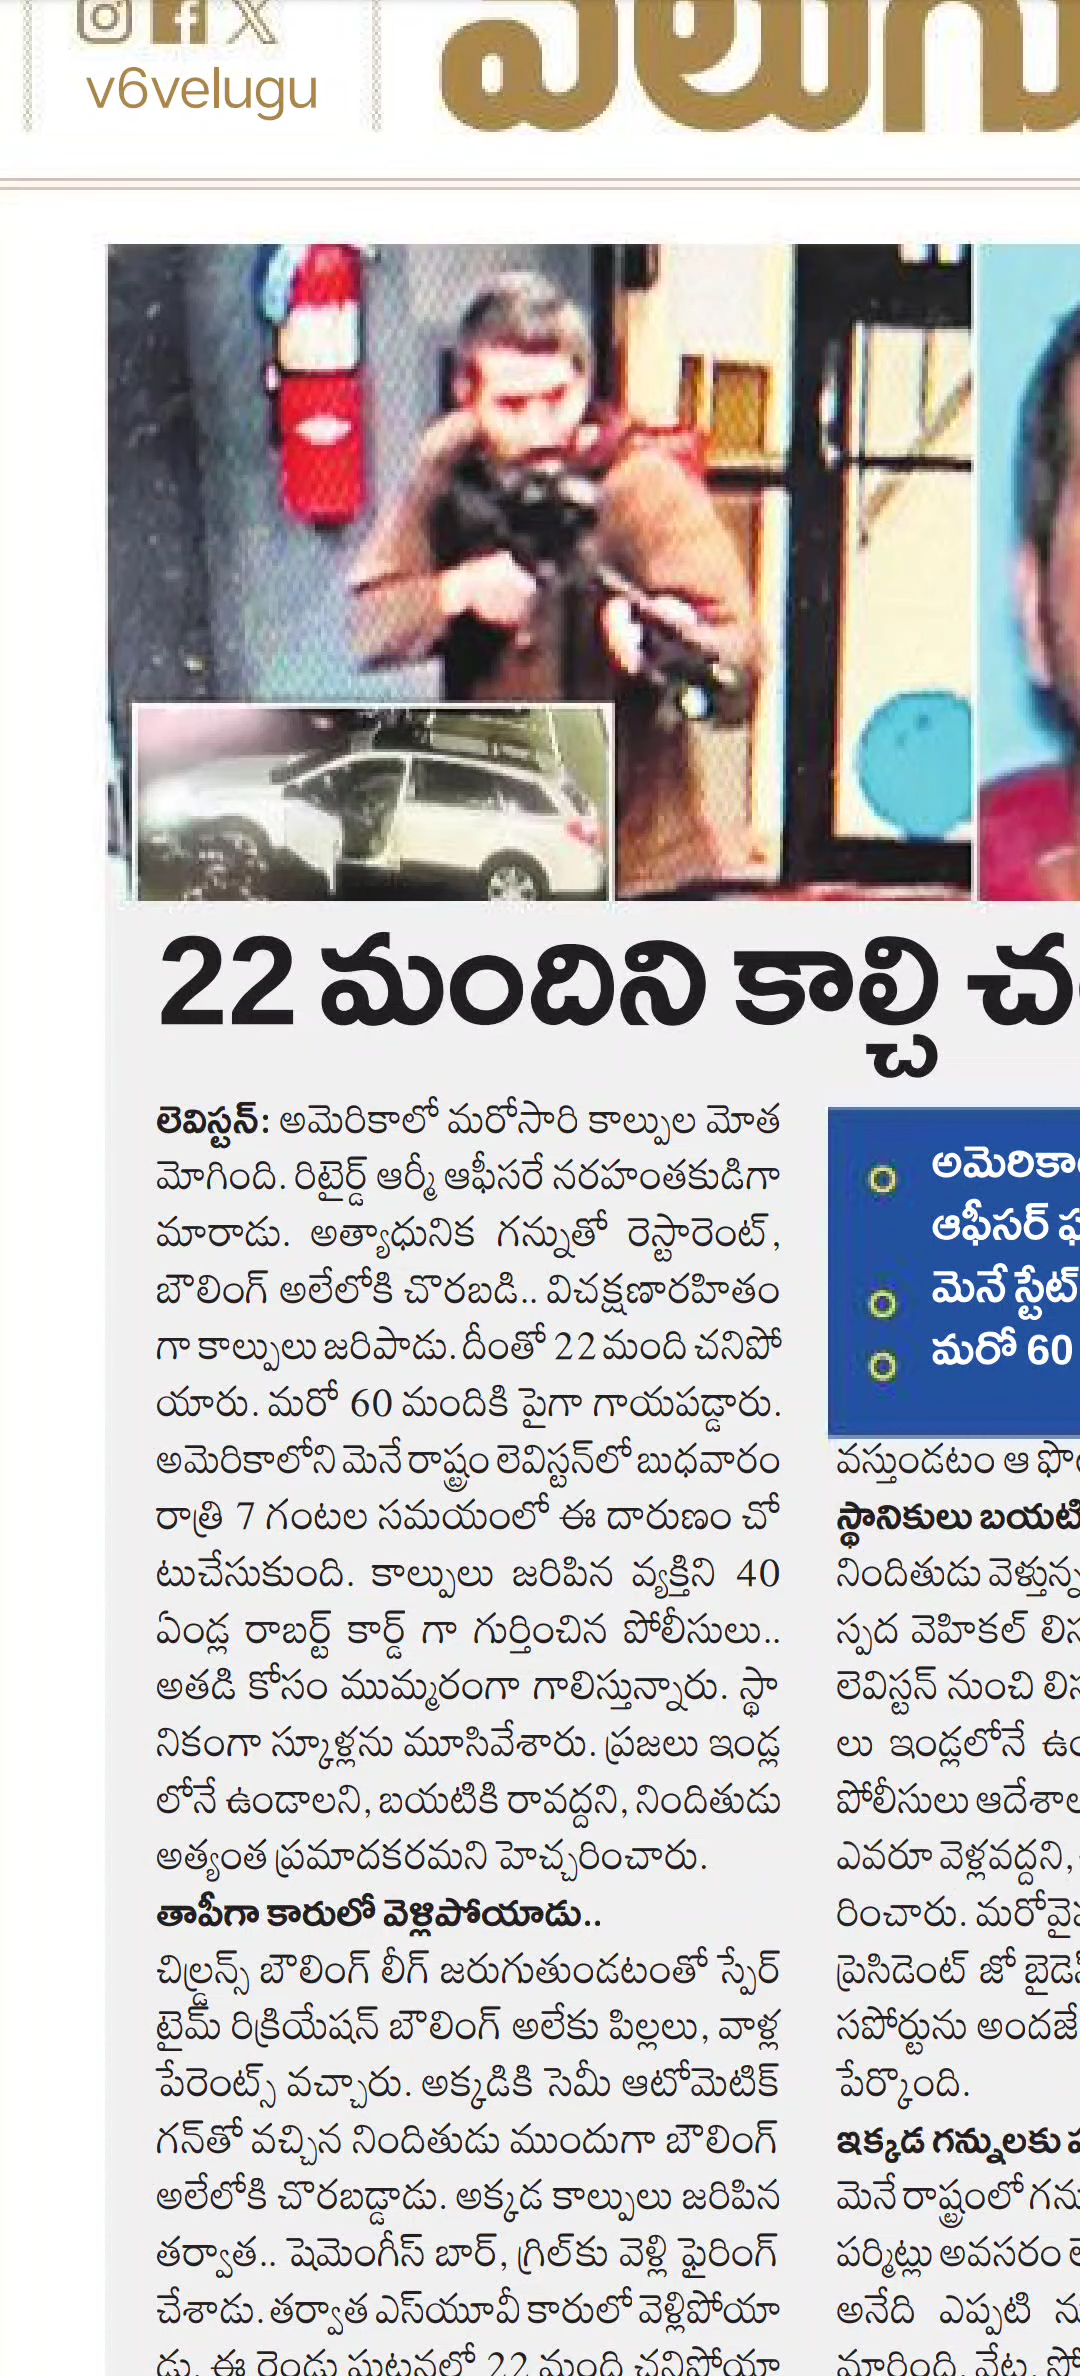 v6velugu
వెలుగు
22 మందిని కాల్చి
లెవిస్టన్: అమెరికాలో మరోసారి కాల్పుల మోత
మోగింది. రిటైర్డ్ ఆర్మీ ఆఫీసరే నరహంతకుడిగా
మారాడు. అత్యాధునిక గన్నుతో రెస్టారెంట్,
బౌలింగ్ అలేలోకి చొరబడి.. విచక్షణారహితం
గా కాల్పులు జరిపాడు. దీంతో 22 మంది చనిపో
యారు. మరో 60 మందికి పైగా గాయపడ్డారు.
అమెరికాలోని మెనే రాష్ట్రం లెవిస్టన్‌లో బుధవారం
రాత్రి 7 గంటల సమయంలో ఈ దారుణం చో
టుచేసుకుంది. కాల్పులు జరిపిన వ్యక్తిని 40
ఏండ్ల రాబర్ట్ కార్డ్ గా గుర్తించిన పోలీసులు..
అతడి కోసం ముమ్మరంగా గాలిస్తున్నారు. స్థా
నికంగా స్కూళ్లను మూసివేశారు. ప్రజలు ఇండ్ల
లోనే ఉండాలని, బయటికి రావద్దని, నిందితుడు
అత్యంత ప్రమాదకరమని హెచ్చరించారు.
తాపీగా కారులో వెళ్లిపోయాడు..
చిల్డ్రన్స్ బౌలింగ్ లీగ్ జరుగుతుండటంతో స్పేర్
టైమ్ రిక్రియేషన్ బౌలింగ్ అలేకు పిల్లలు, వాళ్ల
పేరెంట్స్ వచ్చారు. అక్కడికి సెమీ ఆటోమెటిక్
గన్‌తో వచ్చిన నిందితుడు ముందుగా బౌలింగ్
అలేలోకి చొరబడ్డాడు. అక్కడ కాల్పులు జరిపిన
తర్వాత.. షెమెంగీస్ బార్, గ్రిల్‌కు వెళ్లి ఫైరింగ్
చేశాడు. తర్వాత ఎస్‌యూవీ కారులో వెళ్లిపోయా
డు. ఈ రెండు ఘటనల్లో 22 మంది చనిపోయా
అమెరికా
ఆఫీసర్
మెనే స్టేట్
మరో 60
వస్తుండటం ఆ
స్థానికులు
నిందితుడు
స్పద వెహికల్
లెవిస్టన్ నుంచి
లు ఇండ్లలోనే
పోలీసులు
ఎవరూ వెళ్లవద్దని,
రించారు.
ప్రెసిడెంట్ జో
సపోర్టును
పేర్కొంది.
ఇక్కడ గన్నులకు
మెనే రాష్ట్రంలో
పర్మిట్లు అవసరం
అనేది ఎప్పటి
మారింది. వేట,